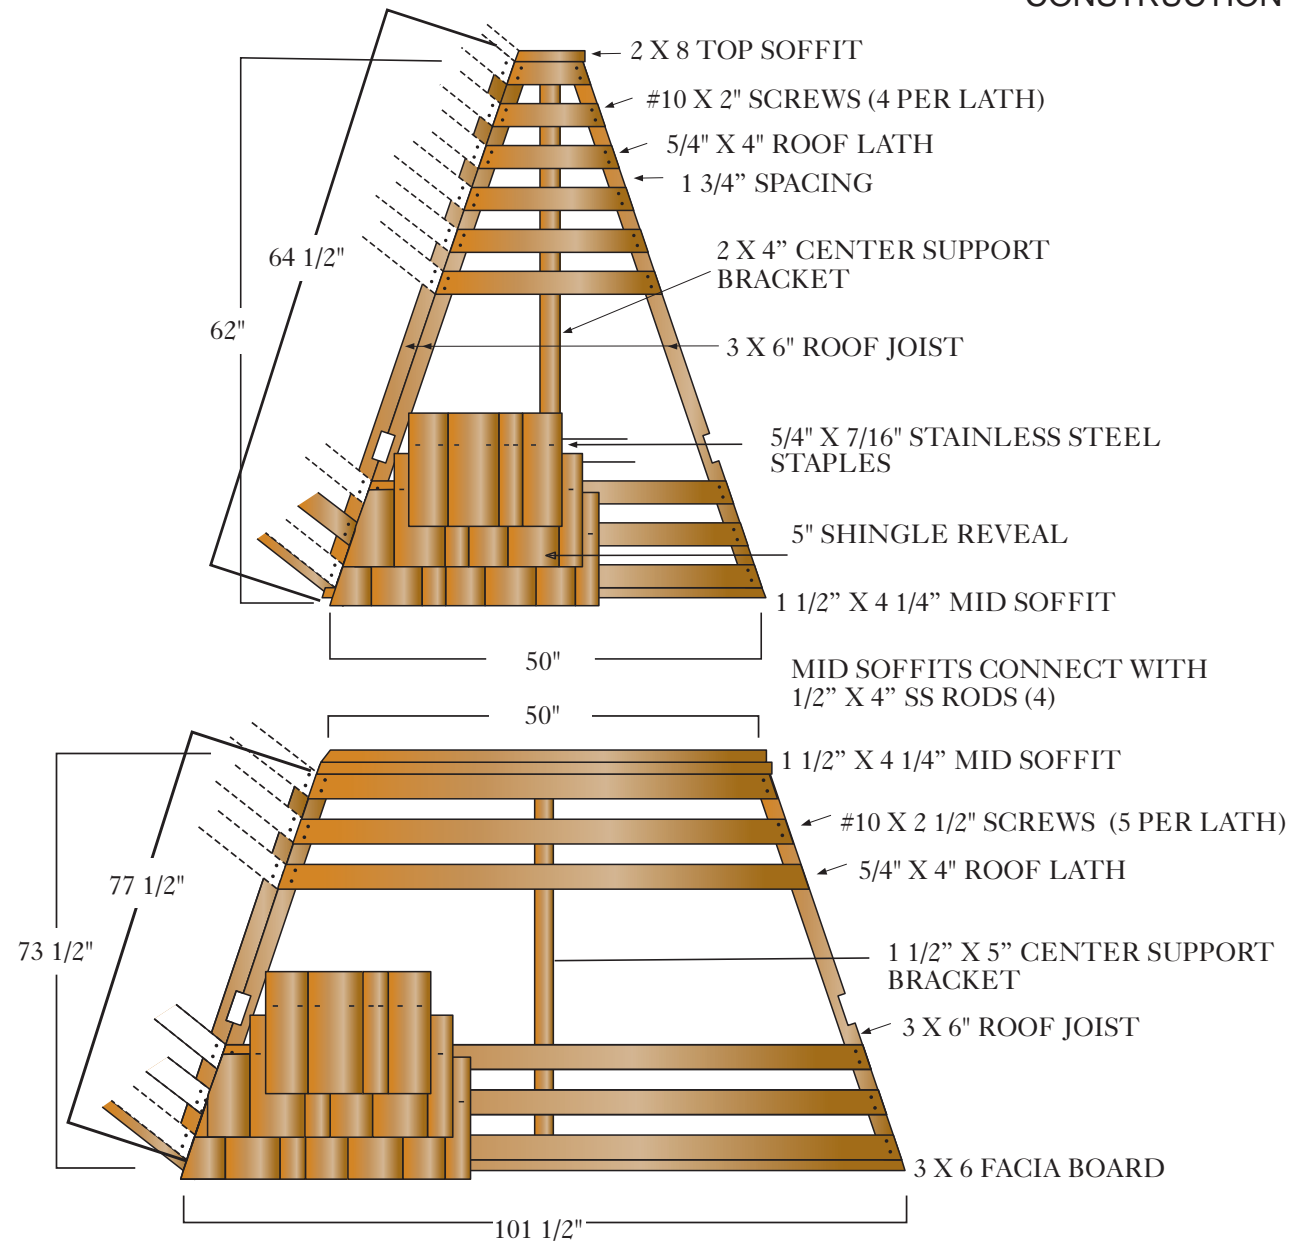 CONSTRUCTION
2 X 8 TOP SOFFIT
#10 X 2" SCREWS (4 PER LATH)
5/4" X 4" ROOF LATH
1 3/4” SPACING
2 X 4” CENTER SUPPORT
BRACKET
64 1/2"
62"
3 X 6" ROOF JOIST
5/4" X 7/16" STAINLESS STEEL
STAPLES
5" SHINGLE REVEAL
1 1/2” X 4 1/4” MID SOFFIT
50"
MID SOFFITS CONNECT WITH
1/2” X 4” SS RODS (4)
50"
1 1/2” X 4 1/4” MID SOFFIT
#10 X 2 1/2" SCREWS (5 PER LATH)
5/4" X 4" ROOF LATH
77 1/2"
73 1/2"
1 1/2” X 5” CENTER SUPPORT
BRACKET
3 X 6" ROOF JOIST
3 X 6 FACIA BOARD
101 1/2"